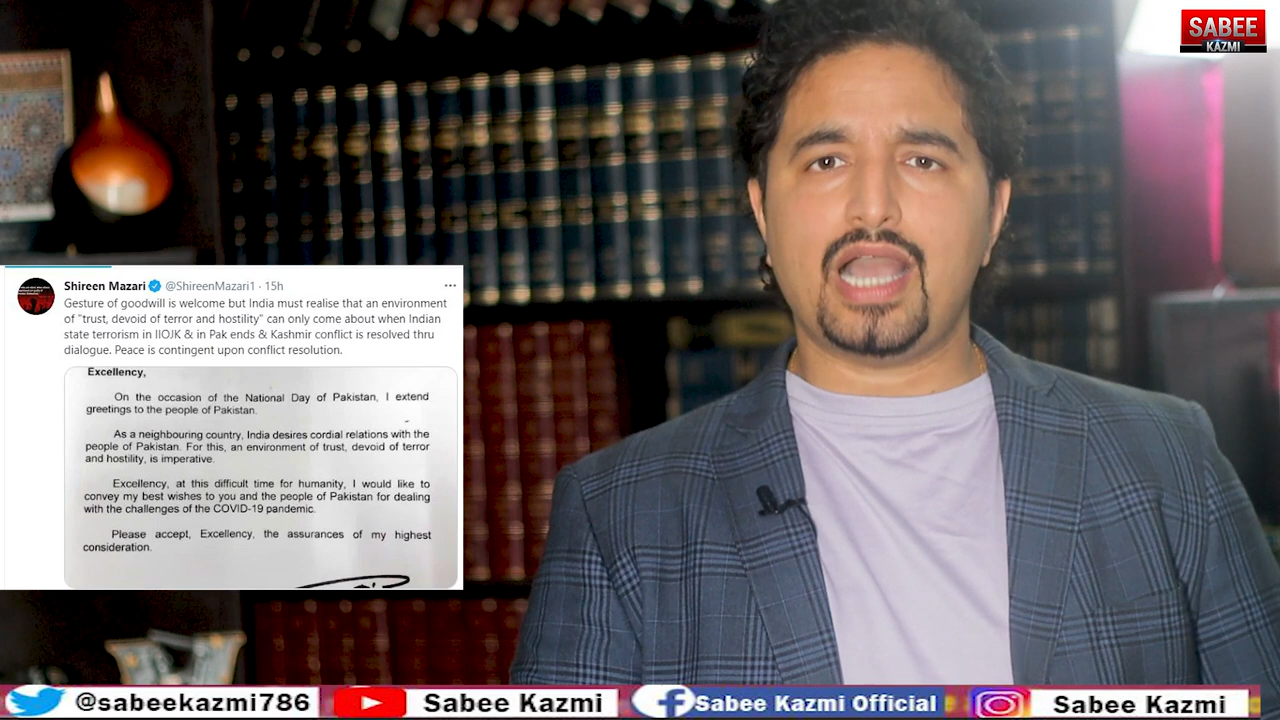 SABEE
KAZMI
Shireen Mazari @ShireenMazari1 · 15h
Gesture of goodwill is welcome but India must realise that an environment
of "trust, devoid of terror and hostility" can only come about when Indian
state terrorism in IIOJK & in Pak ends & Kashmir conflict is resolved thru
dialogue. Peace is contingent upon conflict resolution.
Excellency,
On the occasion of the National Day of Pakistan, I extend
greetings to the people of Pakistan.
As a neighbouring country, India desires cordial relations with the
people of Pakistan. For this, an environment of trust, devoid of terror
and hostility, is imperative.
Excellency, at this difficult time for humanity, I would like to
convey my best wishes to you and the people of Pakistan for dealing
with the challenges of the COVID-19 pandemic.
Please accept, Excellency, the assurances of my highest
consideration.
@sabeekazmi786 Sabee Kazmi Sabee Kazmi Official Sabee Kazmi